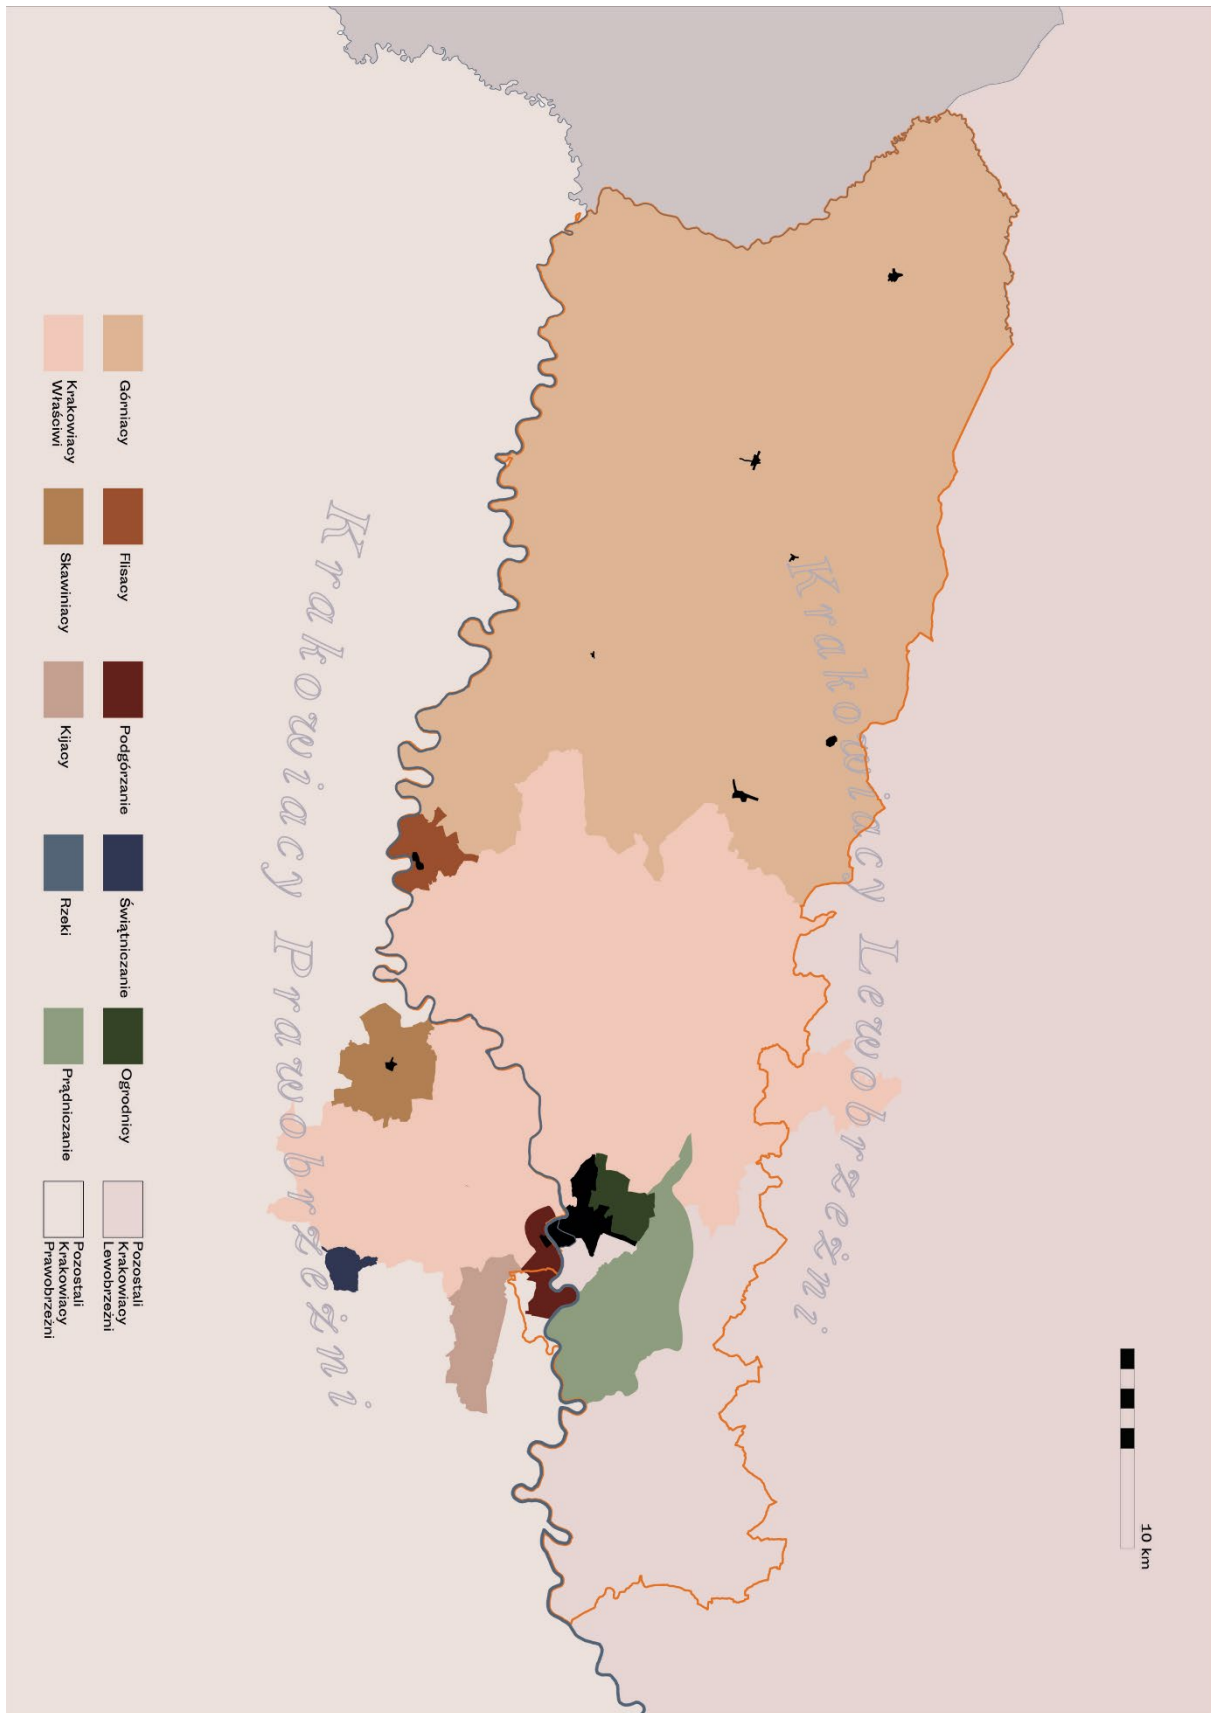 10 km
Krakowiacy Lewobrzeżni
Krakowiacy Prawobrzeżni
Górniacy
Flisacy
Podgórzanie
Świątniczanie
Ogrodnicy
Pozostali
Krakowiacy
Lewobrzeżni
Krakowiacy
Właściwi
Skawiniacy
Kijacy
Rzeki
Prądniczanie
Pozostali
Krakowiacy
Prawobrzeżni